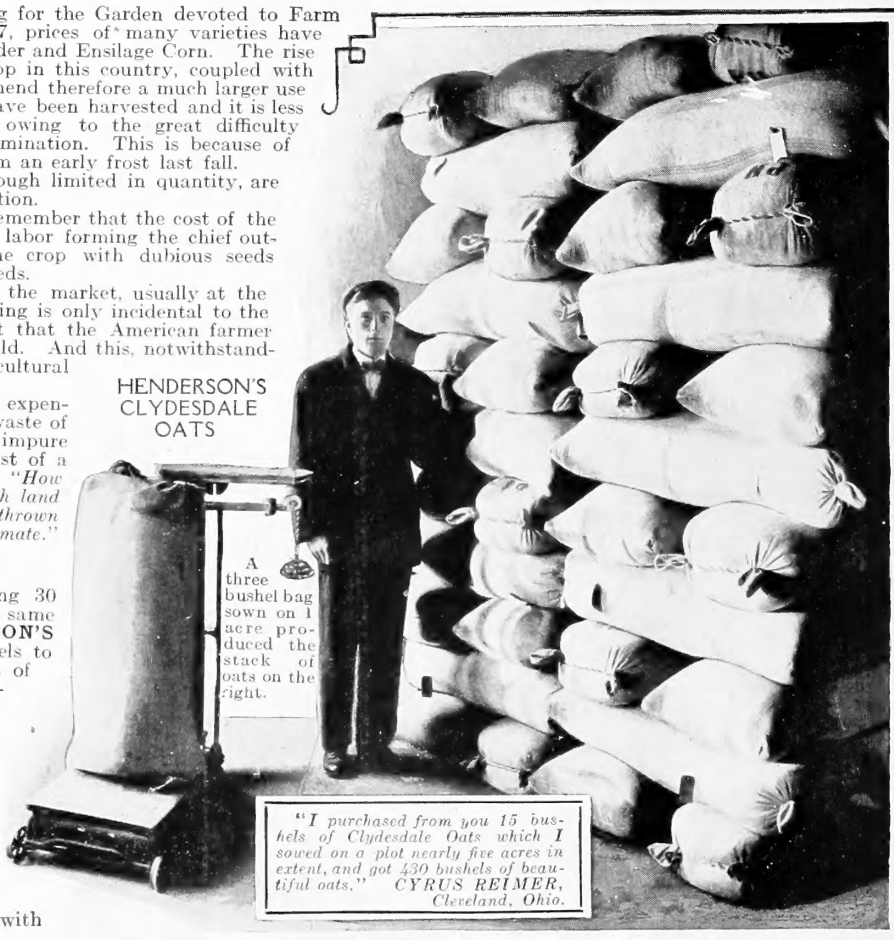 g for the Garden devoted to Farm
7, prices of many varieties have
der and Ensilage Corn. The rise
op in this country, coupled with
mend therefore a much larger use
ave been harvested and it is less
owing to the great difficulty
mination. This is because of
m an early frost last fall.
ough limited in quantity, are
tion.
emember that the cost of the
labor forming the chief out-
ne crop with dubious seeds
eds.
the market, usually at the
ing is only incidental to the
t that the American farmer
ld. And this, notwithstand-
cultural
expen-
waste of
impure
st of a
"How
h land
thrown
mate."
ng 30
same
ON'S
els to
of
HENDERSON'S
CLYDESDALE
OATS
A
three
bushel bag
sown on 1
acre pro-
duced the
stack of
oats on the
right.
"I purchased from you 15 bus-
hels of Clydesdale Oats which I
sowed on a plot nearly five acres in
extent, and got 430 bushels of beau-
tiful oats." CYRUS REIMER,
Cleveland, Ohio.
with